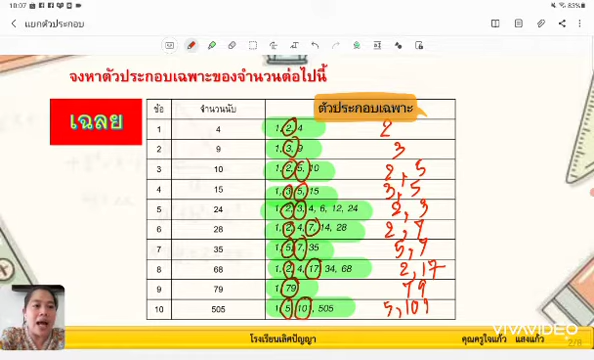 18:07
83%
แยกตัวประกอบ
จงหาตัวประกอบเฉพาะของจำนวนต่อไปนี้
เฉลย
ข้อ จำนวนนับ ตัวประกอบเฉพาะ
1 4 1, 2, 4 2
2 9 1, 3, 9 3
3 10 1, 2, 5, 10 2, 5
4 15 1, 3, 5, 15 3, 5
5 24 1, 2, 3, 4, 6, 12, 24 2, 3
6 28 1, 2, 4, 7, 14, 28 2, 7
7 35 1, 5, 7, 35 5, 7
8 68 1, 2, 4, 17, 34, 68 2, 17
9 79 1, 79 79
10 505 1, 5, 101, 505 5, 101
โรงเรียนเลิศปัญญา คุณครูใจแก้ว แสงแก้ว
VIVAVIDEO
2/8